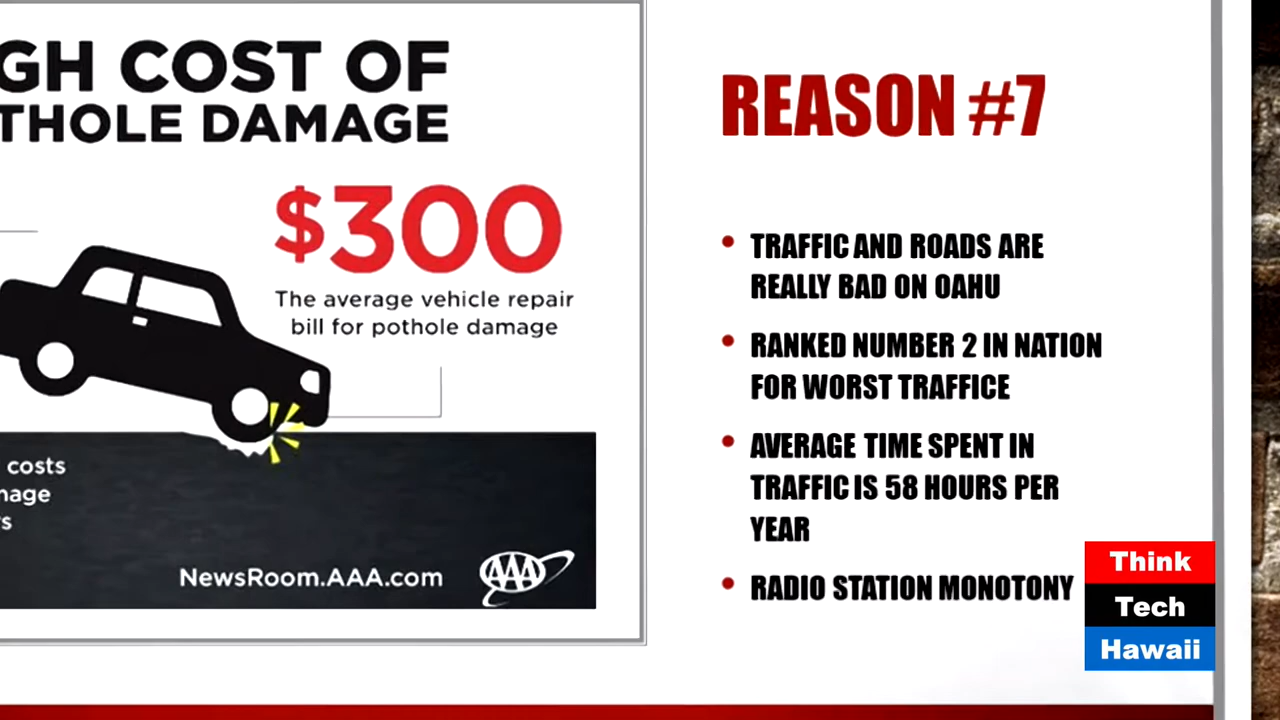 GH COST OF
THOLE DAMAGE
$300
The average vehicle repair
bill for pothole damage
costs
nage
s
NewsRoom.AAA.com
AAA
REASON #7
• TRAFFIC AND ROADS ARE
REALLY BAD ON OAHU
• RANKED NUMBER 2 IN NATION
FOR WORST TRAFFICE
• AVERAGE TIME SPENT IN
TRAFFIC IS 58 HOURS PER
YEAR
• RADIO STATION MONOTONY
Think
Tech
Hawaii